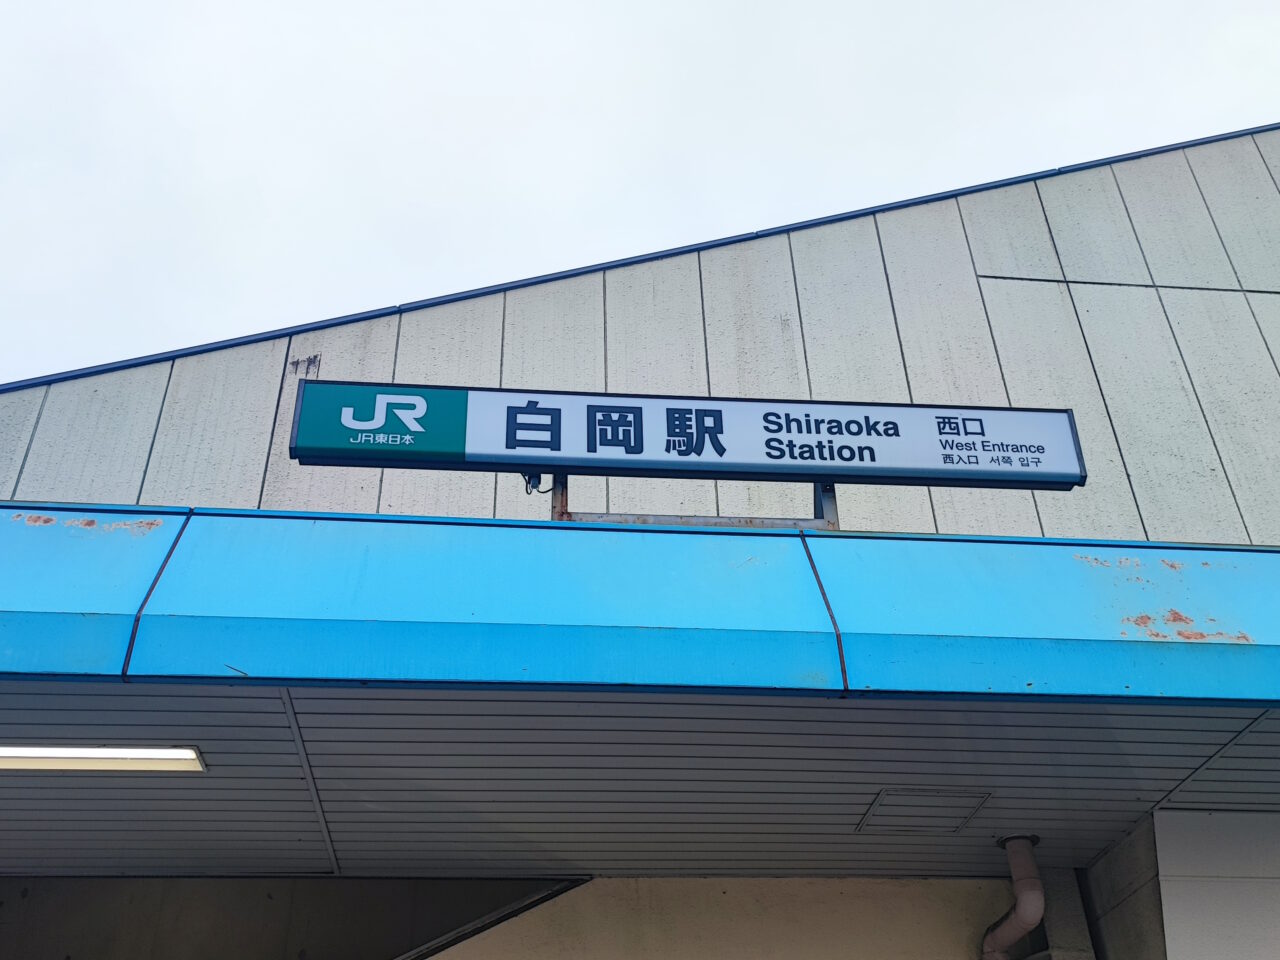 JR
JR東日本
白岡駅
Shiraoka
Station
西口
West Entrance
西入口 서쪽 입구